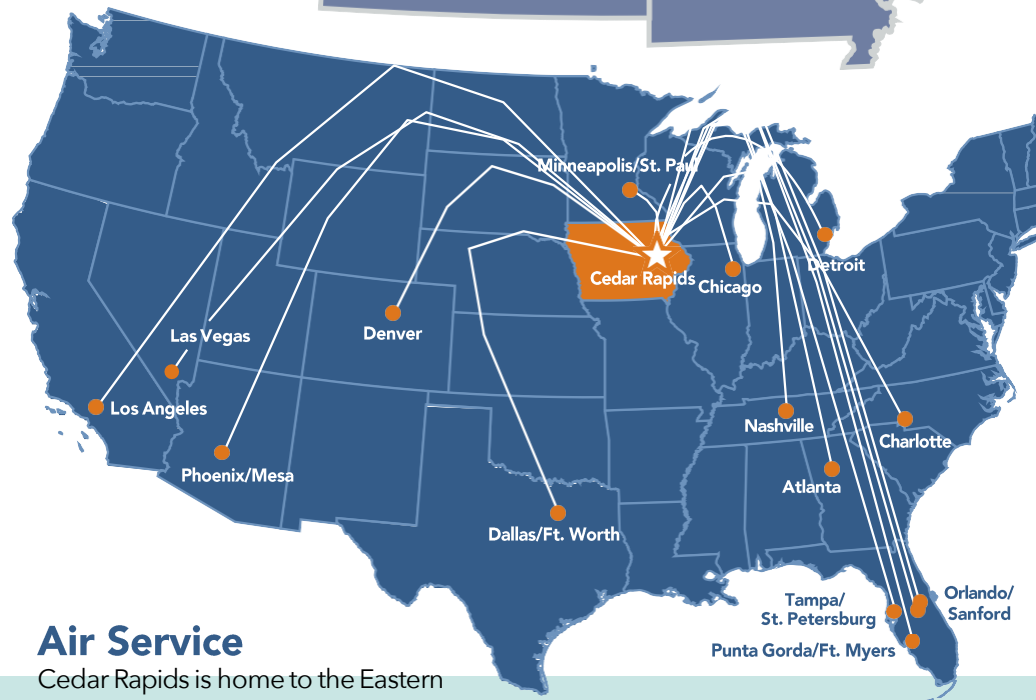 Minneapolis/St. Paul
Detroit
Cedar Rapids
Chicago
Denver
Las Vegas
Los Angeles
Nashville
Charlotte
Phoenix/Mesa
Atlanta
Dallas/Ft. Worth
Tampa/
St. Petersburg
Orlando/
Sanford
Punta Gorda/Ft. Myers
Air Service
Cedar Rapids is home to the Eastern